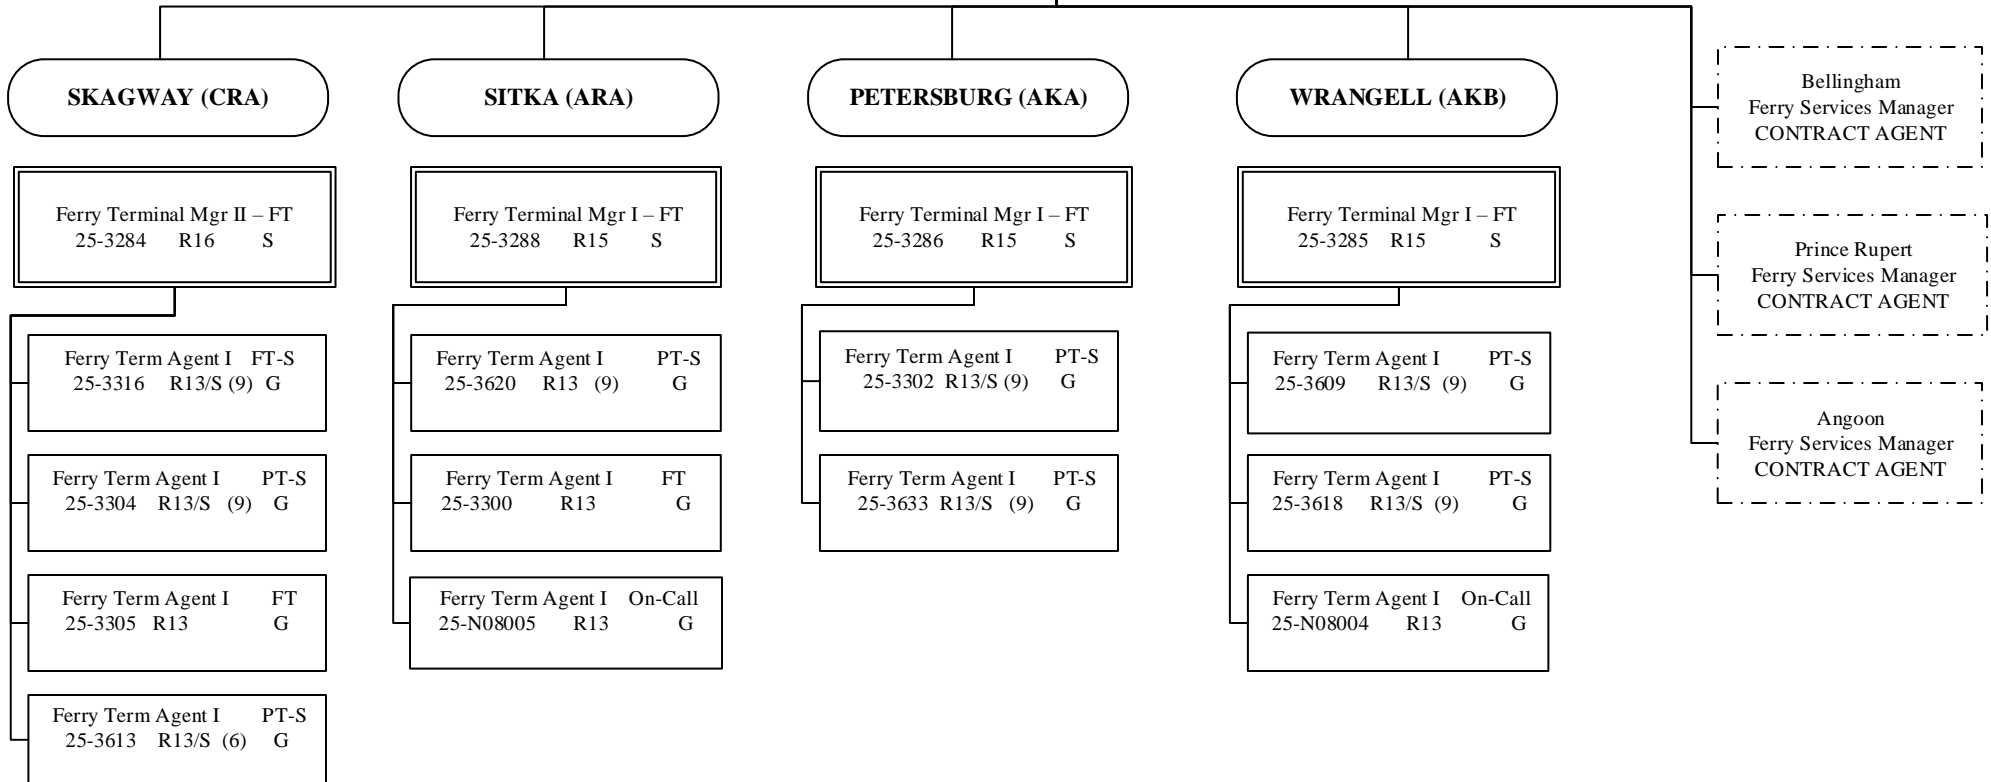 SKAGWAY (CRA)
Ferry Terminal Mgr II – FT
25-3284 R16 S
Ferry Term Agent I FT-S
25-3316 R13/S (9) G
Ferry Term Agent I PT-S
25-3304 R13/S (9) G
Ferry Term Agent I FT
25-3305 R13 G
Ferry Term Agent I PT-S
25-3613 R13/S (6) G
SITKA (ARA)
Ferry Terminal Mgr I – FT
25-3288 R15 S
Ferry Term Agent I PT-S
25-3620 R13 (9) G
Ferry Term Agent I FT
25-3300 R13 G
Ferry Term Agent I On-Call
25-N08005 R13 G
PETERSBURG (AKA)
Ferry Terminal Mgr I – FT
25-3286 R15 S
Ferry Term Agent I PT-S
25-3302 R13/S (9) G
Ferry Term Agent I PT-S
25-3633 R13/S (9) G
WRANGELL (AKB)
Ferry Terminal Mgr I – FT
25-3285 R15 S
Ferry Term Agent I PT-S
25-3609 R13/S (9) G
Ferry Term Agent I PT-S
25-3618 R13/S (9) G
Ferry Term Agent I On-Call
25-N08004 R13 G
Bellingham
Ferry Services Manager
CONTRACT AGENT
Prince Rupert
Ferry Services Manager
CONTRACT AGENT
Angoon
Ferry Services Manager
CONTRACT AGENT